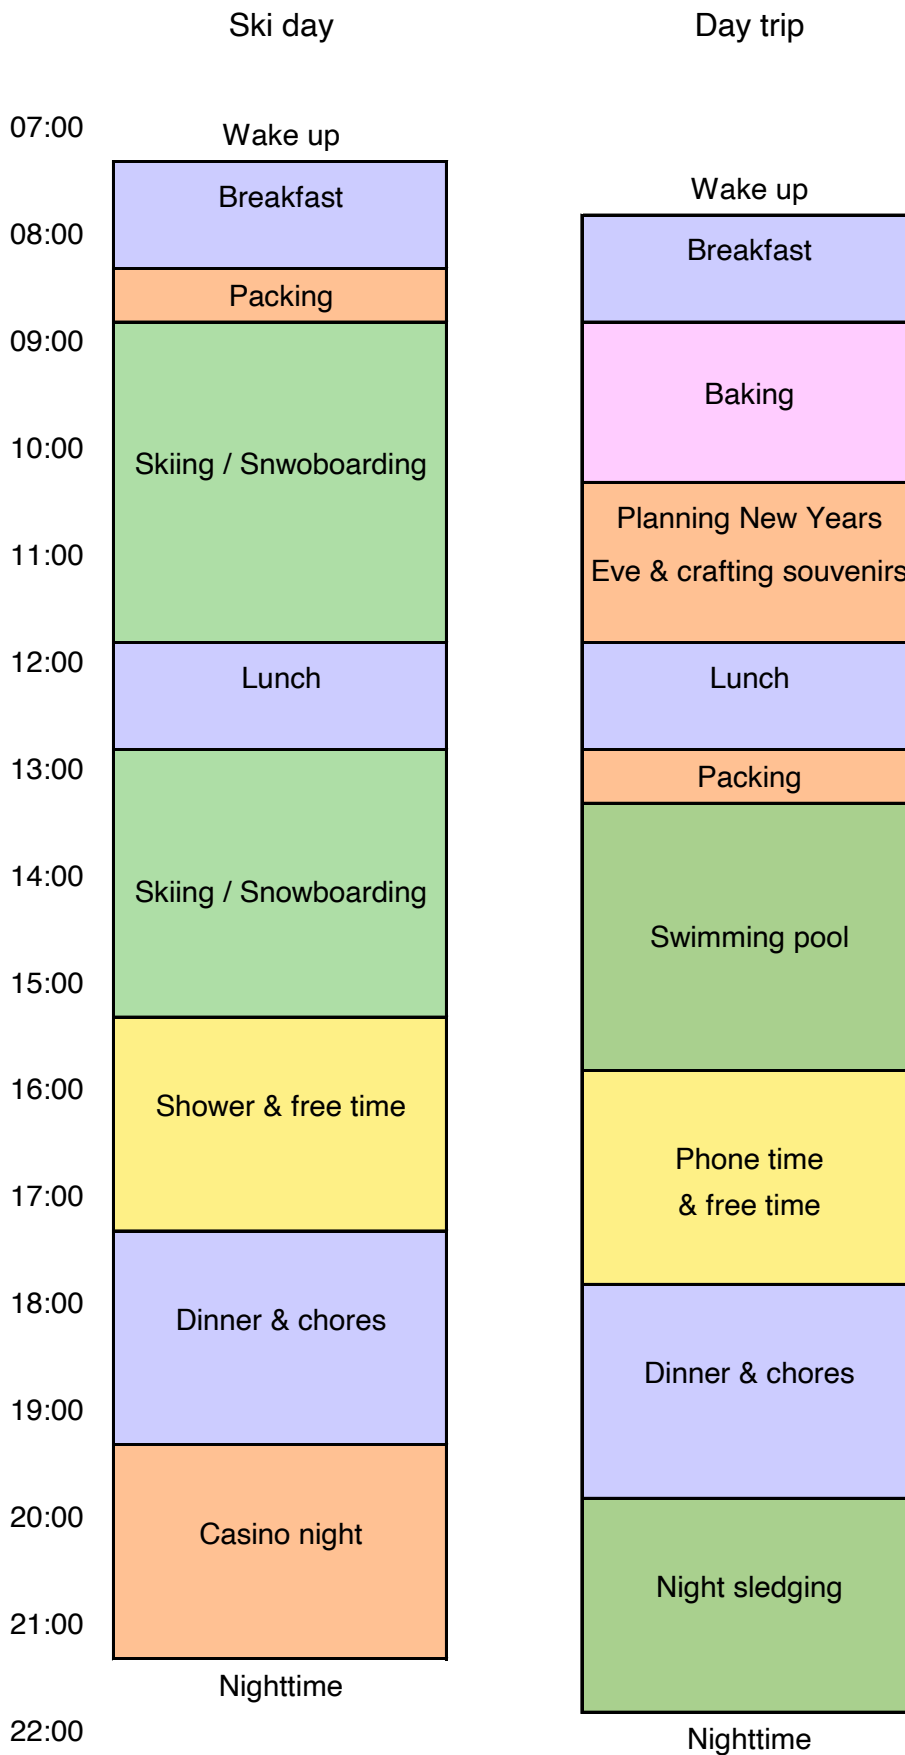 Ski day
Day trip
07:00
Wake up
Wake up
Breakfast
Breakfast
08:00
Packing
09:00
Baking
10:00
Skiing / Snwoboarding
Planning New Years
11:00
Eve & crafting souvenirs
12:00
Lunch
Lunch
13:00
Packing
14:00
Skiing / Snowboarding
Swimming pool
15:00
16:00
Shower & free time
Phone time
17:00
& free time
18:00
Dinner & chores
Dinner & chores
19:00
20:00
Casino night
Night sledging
21:00
Nighttime
22:00
Nighttime